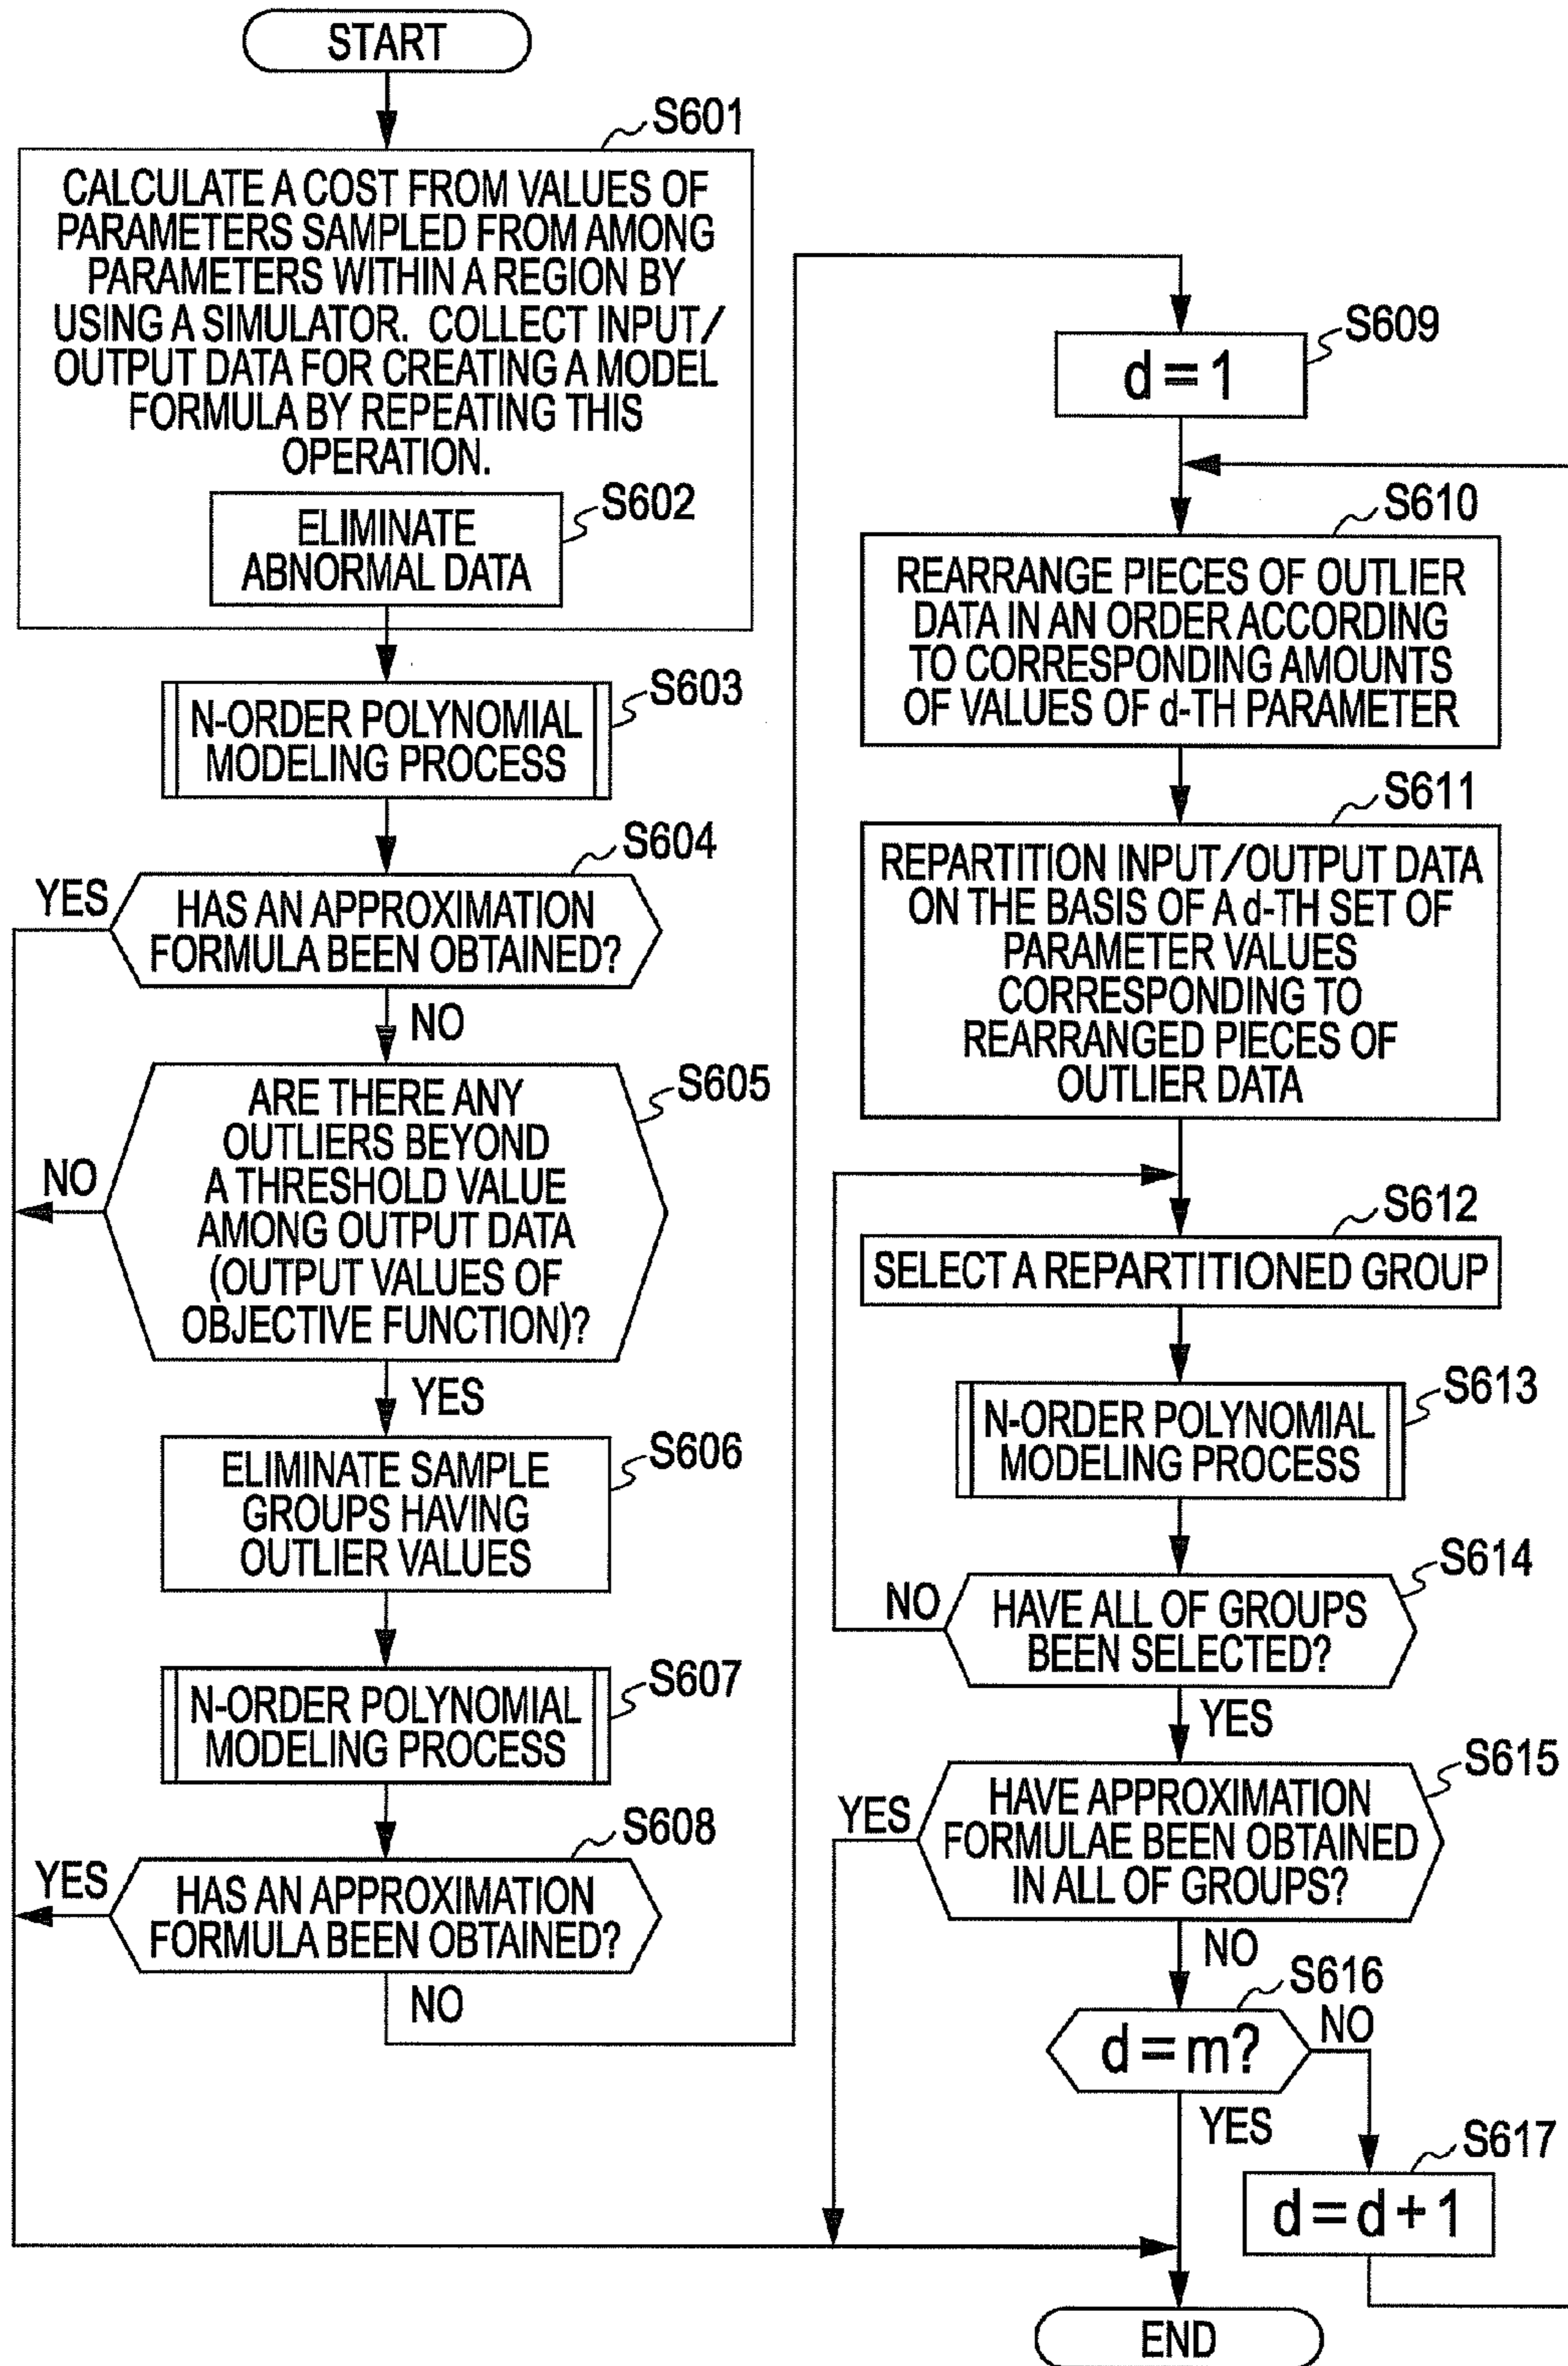 START
S601
CALCULATE A COST FROM VALUES OF
PARAMETERS SAMPLED FROM AMONG
PARAMETERS WITHIN A REGION BY
USING A SIMULATOR. COLLECT INPUT/
OUTPUT DATA FOR CREATING A MODEL
FORMULA BY REPEATING THIS
OPERATION.
S602
ELIMINATE
ABNORMAL DATA
S603
N-ORDER POLYNOMIAL
MODELING PROCESS
S604
YES
HAS AN APPROXIMATION
FORMULA BEEN OBTAINED?
NO
S605
ARE THERE ANY
OUTLIERS BEYOND
A THRESHOLD VALUE
AMONG OUTPUT DATA
(OUTPUT VALUES OF
OBJECTIVE FUNCTION)?
NO
YES
S606
ELIMINATE SAMPLE
GROUPS HAVING
OUTLIER VALUES
S607
N-ORDER POLYNOMIAL
MODELING PROCESS
S608
YES
HAS AN APPROXIMATION
FORMULA BEEN OBTAINED?
NO
S609
d = 1
S610
REARRANGE PIECES OF OUTLIER
DATA IN AN ORDER ACCORDING
TO CORRESPONDING AMOUNTS
OF VALUES OF d-TH PARAMETER
S611
REPARTITION INPUT/OUTPUT DATA
ON THE BASIS OF A d-TH SET OF
PARAMETER VALUES
CORRESPONDING TO
REARRANGED PIECES OF
OUTLIER DATA
S612
SELECT A REPARTITIONED GROUP
S613
N-ORDER POLYNOMIAL
MODELING PROCESS
S614
NO
HAVE ALL OF GROUPS
BEEN SELECTED?
YES
S615
YES
HAVE APPROXIMATION
FORMULAE BEEN OBTAINED
IN ALL OF GROUPS?
NO
S616
d = m?
NO
YES
S617
d = d + 1
END